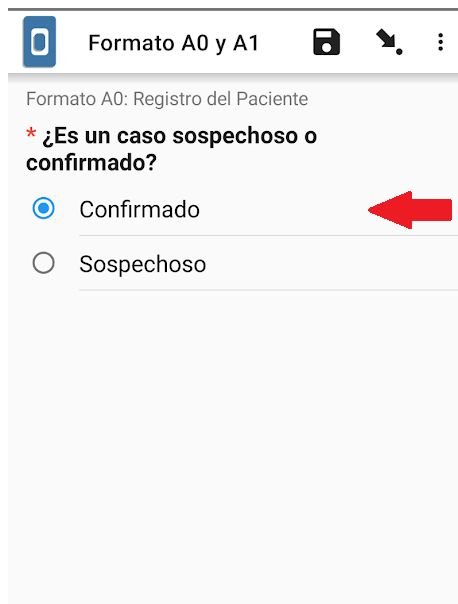 Formato A0 y A1
Formato A0: Registro del Paciente
* ¿Es un caso sospechoso o
confirmado?
Confirmado
Sospechoso